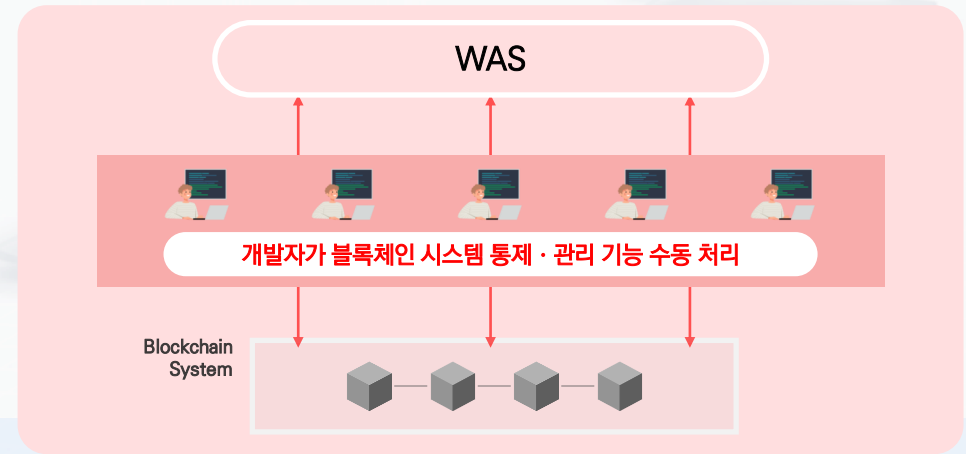 WAS
개발자가 블록체인 시스템 통제 · 관리 기능 수동 처리
Blockchain
System